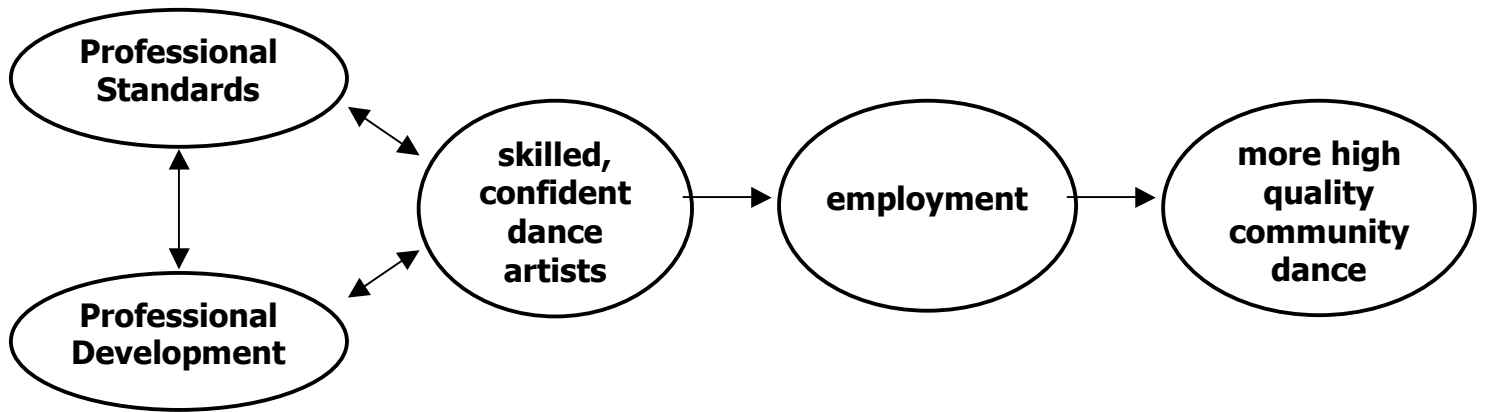 Professional
Standards
Professional
Development
skilled,
confident
dance
artists
employment
more high
quality
community
dance